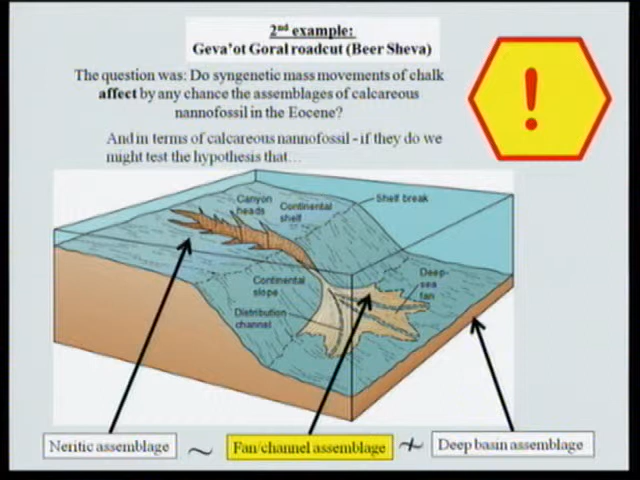 2nd example:
Geva'ot Goral roadcut (Beer Sheva)
The question was: Do syngenetic mass movements of chalk
affect by any chance the assemblages of calcareous
nannofossil in the Eocene?
And in terms of calcareous nannofossil - if they do we
might test the hypothesis that...
!
Canyon
heads
Continental
shelf
Shelf break
Continental
slope
Deep-
sea
fan
Distribution
channel
Neritic assemblage ~ Fan/channel assemblage ≁ Deep basin assemblage